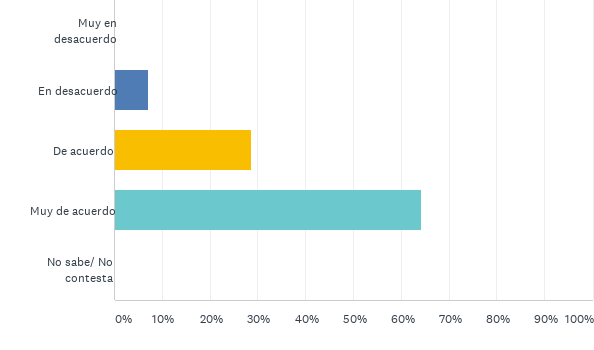 Muy en
desacuerdo
En desacuerdo
De acuerdo
Muy de acuerdo
No sabe/ No
contesta
0% 10% 20% 30% 40% 50% 60% 70% 80% 90% 100%